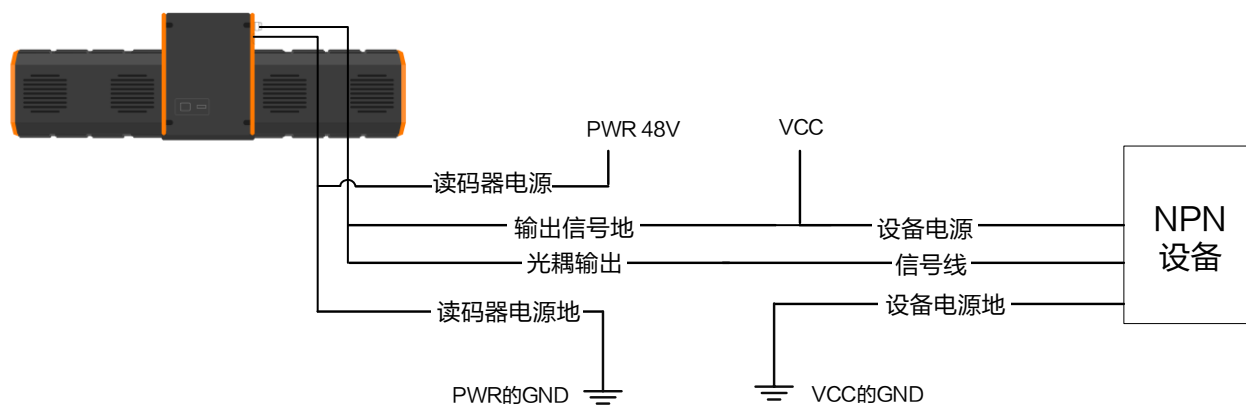 PWR 48V
VCC
读码器电源
输出信号地
设备电源
光耦输出
信号线
读码器电源地
设备电源地
NPN
设备
PWR的GND
VCC的GND